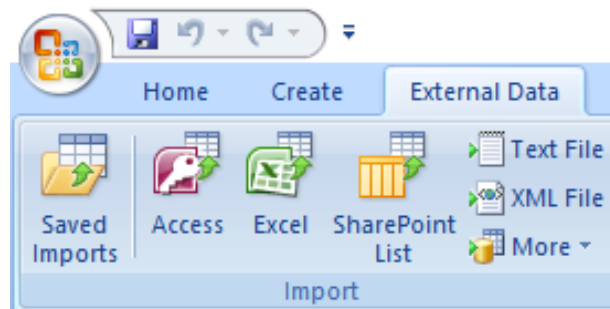 Home Create External Data
Saved Imports
Access
Excel
SharePoint List
Text File
XML File
More
Import